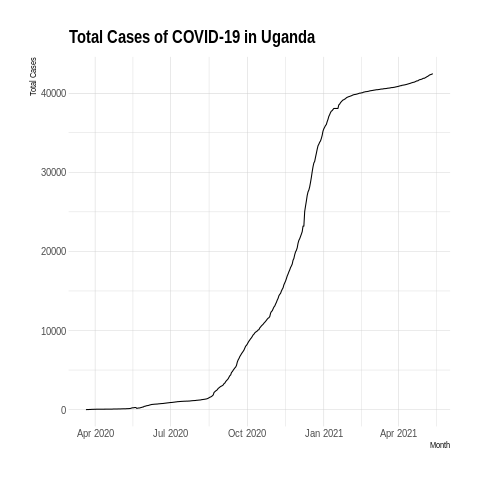 Total Cases of COVID-19 in Uganda
Total Cases
40000
30000
20000
10000
0
Apr 2020 Jul 2020 Oct 2020 Jan 2021 Apr 2021
Month